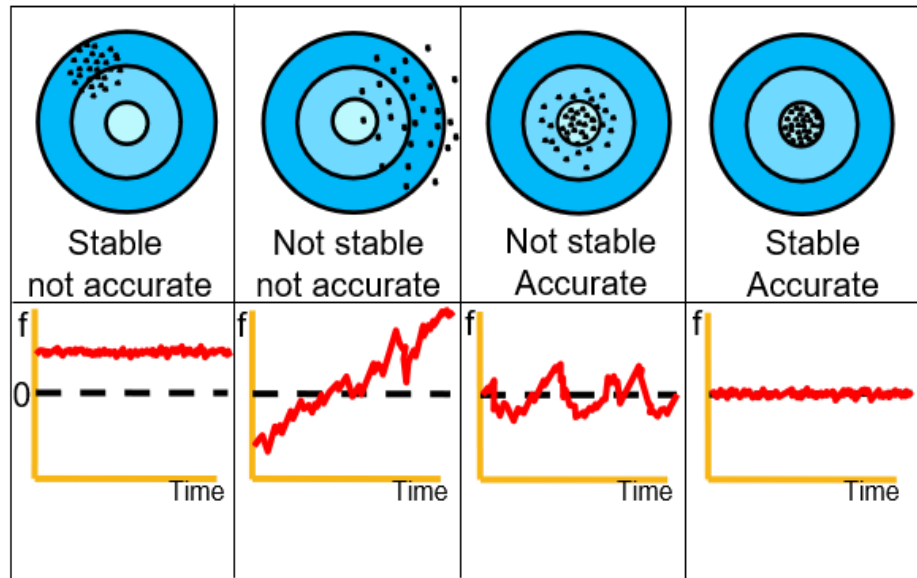 Stable
not accurate
Not stable
not accurate
Not stable
Accurate
Stable
Accurate
f
0
Time
f
Time
f
Time
f
Time